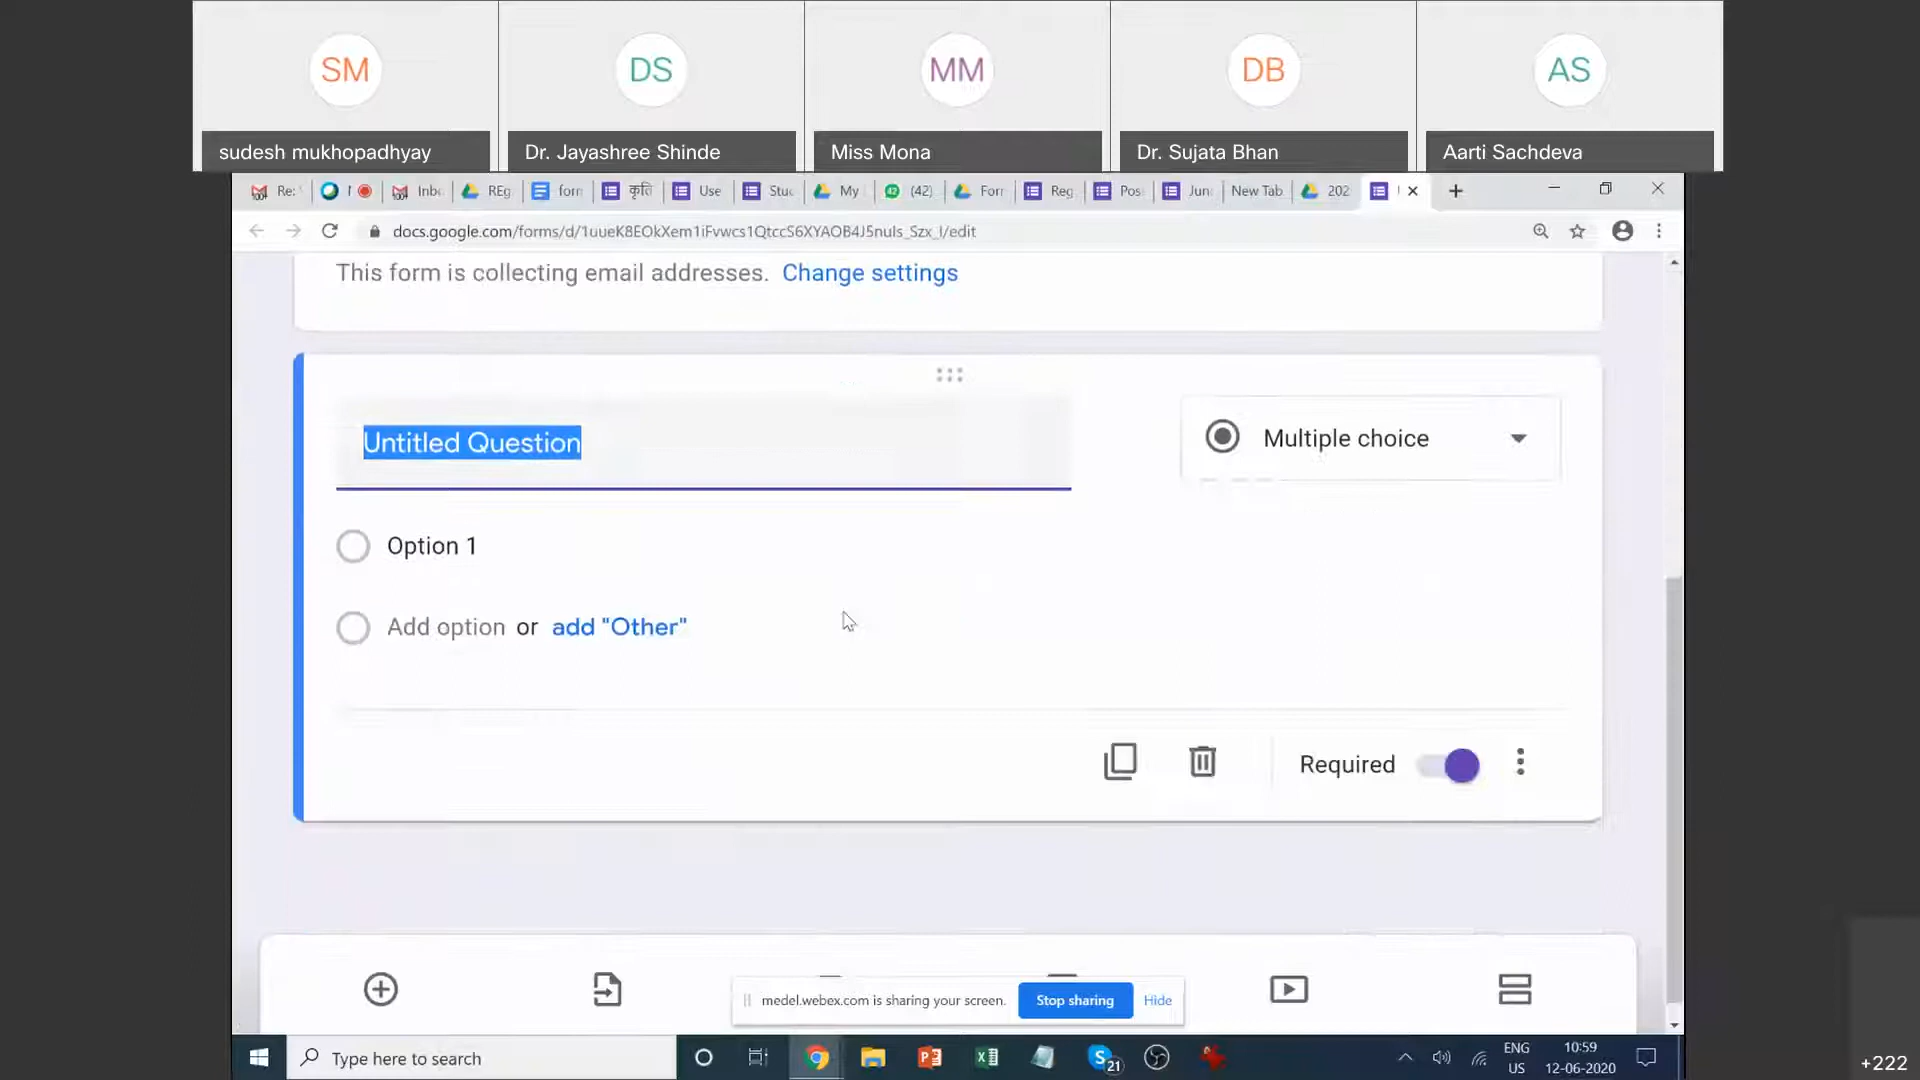 SM
DS
MM
DB
AS
sudesh mukhopadhyay
Dr. Jayashree Shinde
Miss Mona
Dr. Sujata Bhan
Aarti Sachdeva
Re:
Inb
REg
forr
कृति
Use
Stu
My
(42)
Forr
Reg
Pos
Jun
New Tab
202
docs.google.com/forms/d/1uueK8EOkXem1iFvwcs1QtccS6XYAOB4J5nuIs_Szx_I/edit
This form is collecting email addresses. Change settings
Untitled Question
Multiple choice
Option 1
Add option or add "Other"
Required
medel.webex.com is sharing your screen. Stop sharing Hide
Type here to search
21
ENG
US
10:59
12-06-2020
+222